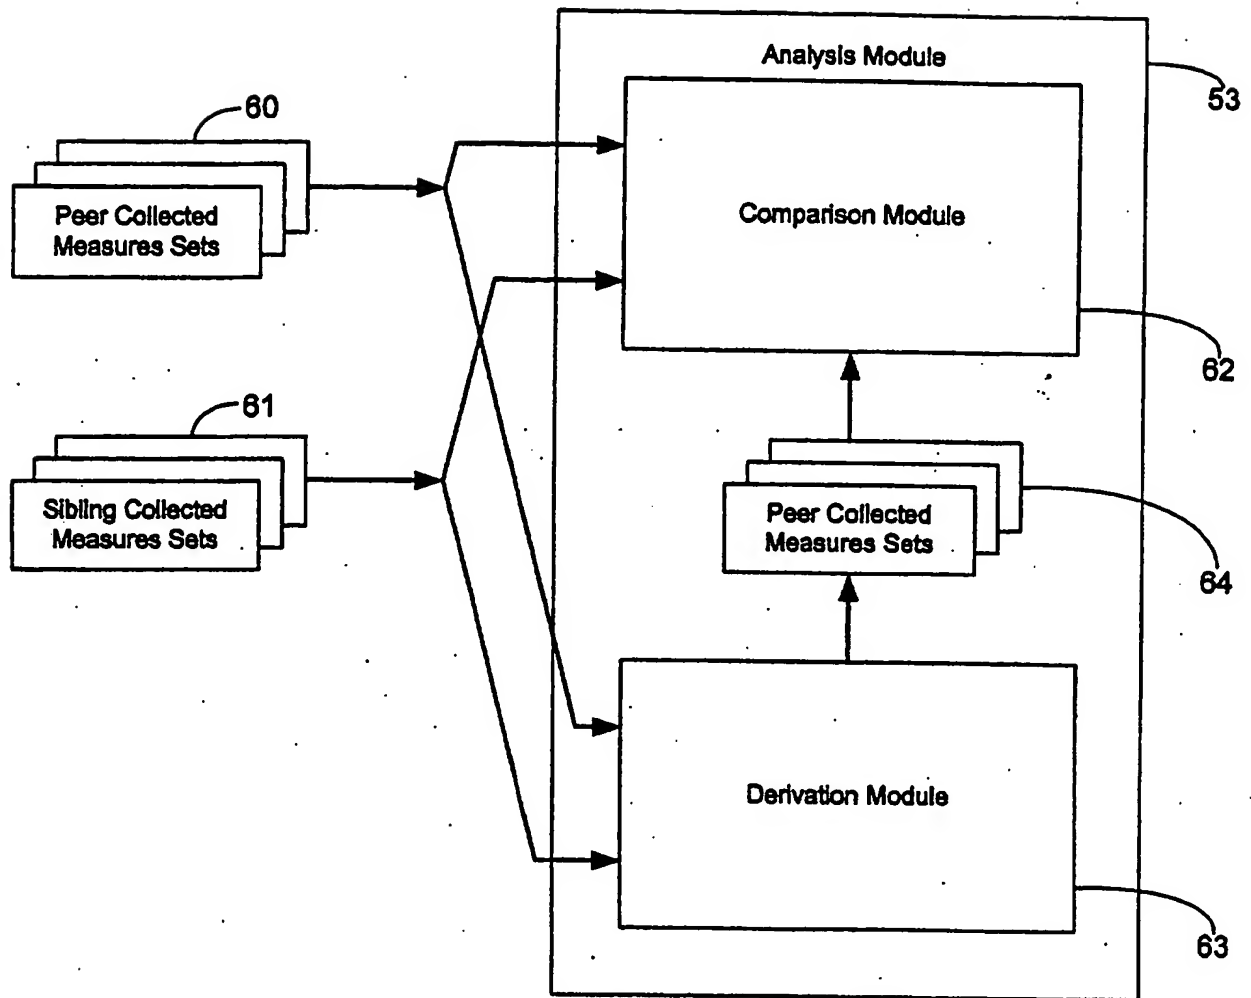 Analysis Module
53
60
Peer Collected
Measures Sets
Comparison Module
62
61
Sibling Collected
Measures Sets
Peer Collected
Measures Sets
64
Derivation Module
63